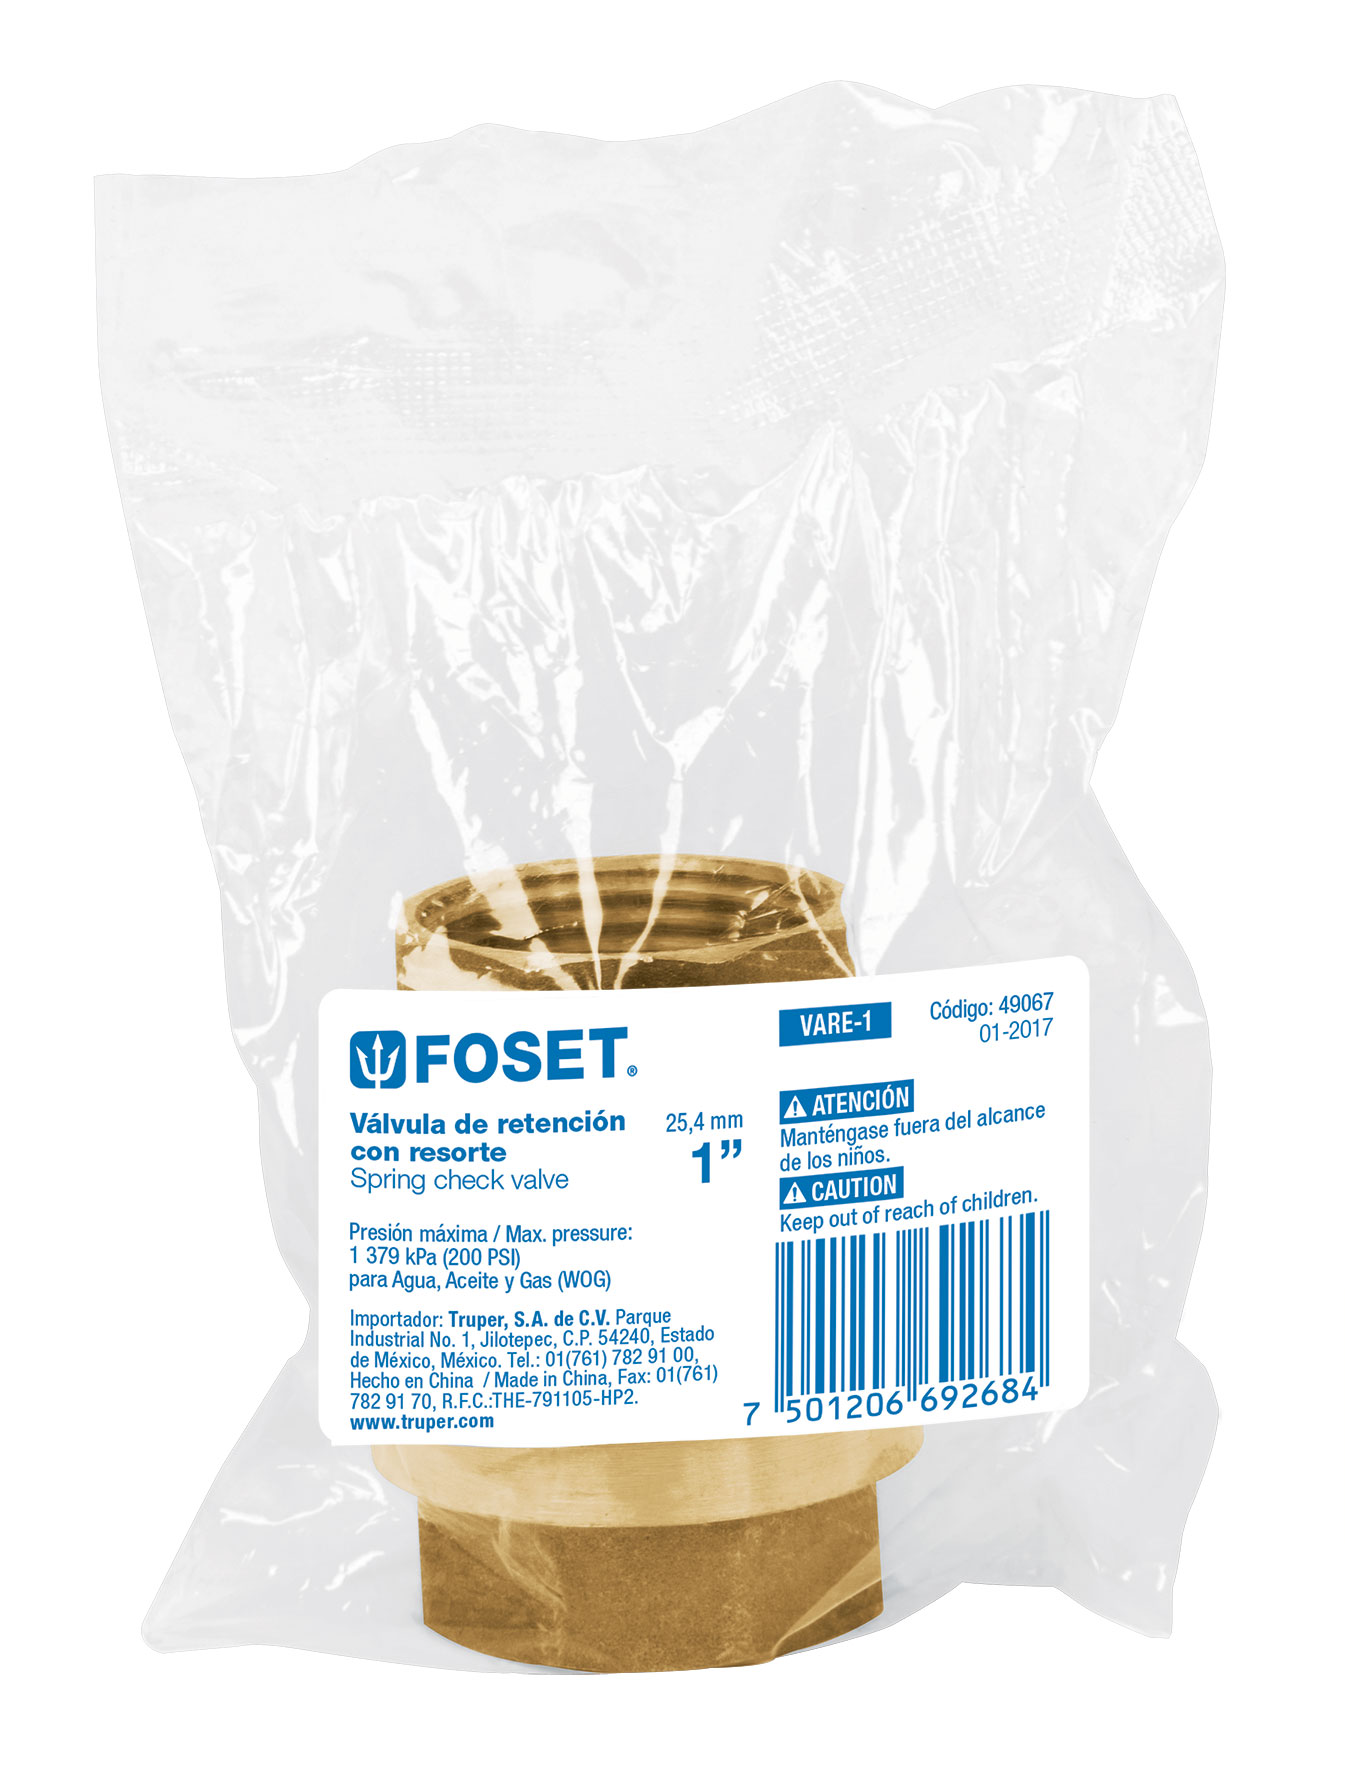 FOSET®
Válvula de retención
con resorte
Spring check valve
25,4 mm
1”
Presión máxima / Max. pressure:
1 379 kPa (200 PSI)
para Agua, Aceite y Gas (WOG)
Importador: Truper, S.A. de C.V. Parque
Industrial No. 1, Jilotepec, C.P. 54240, Estado
de México, México. Tel.: 01(761) 782 91 00,
Hecho en China / Made in China, Fax: 01(761)
782 91 70, R.F.C.:THE-791105-HP2.
www.truper.com
VARE-1
Código: 49067
01-2017
ATENCIÓN
Manténgase fuera del alcance
de los niños.
CAUTION
Keep out of reach of children.
7 501206 692684